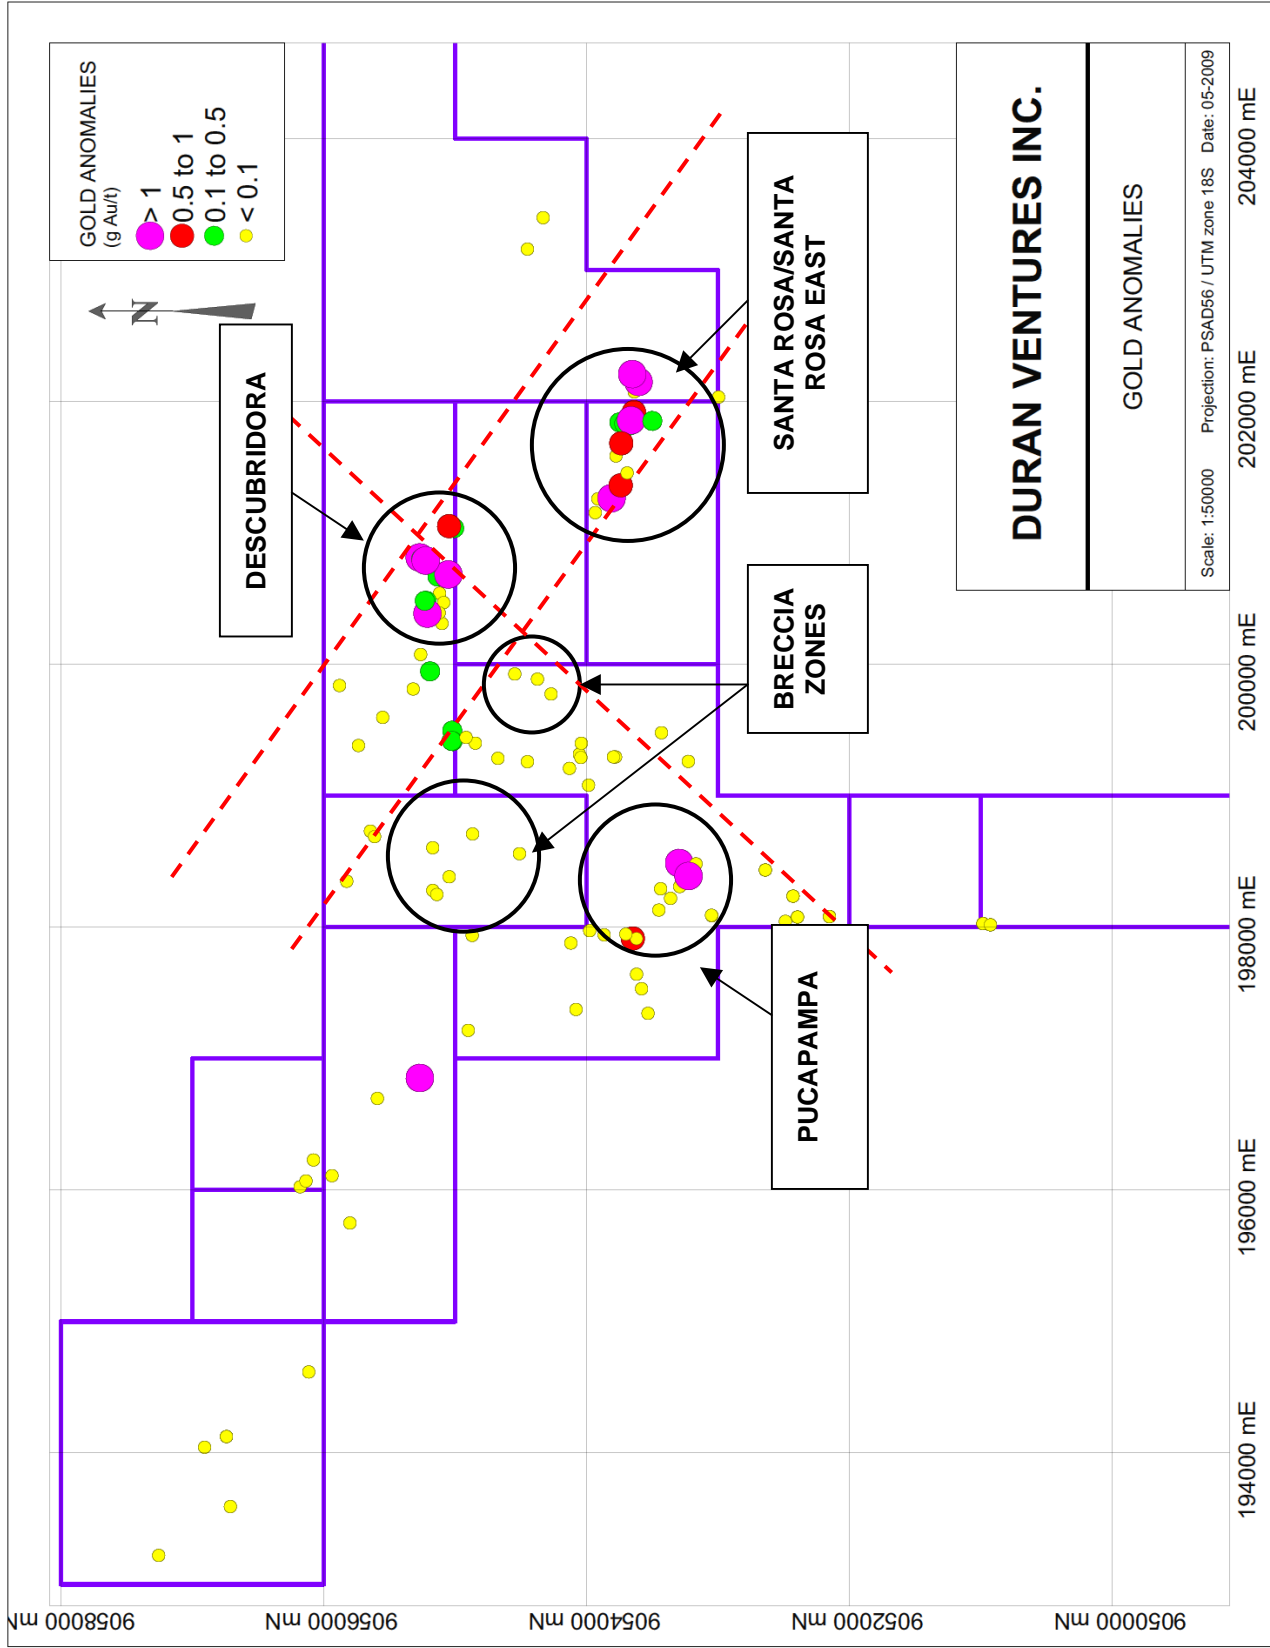 GOLD ANOMALIES
(g Au/t)
> 1
0.5 to 1
0.1 to 0.5
< 0.1
N
DESCUBRIDORA
SANTA ROSA/SANTA
ROSA EAST
BRECCIA
ZONES
PUCAPAMPA
DURAN VENTURES INC.
GOLD ANOMALIES
Scale: 1:50000 Projection: PSAD56 / UTM zone 18S Date: 05-2009
9058000 mN
9056000 mN
9054000 mN
9052000 mN
9050000 mN
194000 mE
196000 mE
198000 mE
200000 mE
202000 mE
204000 mE